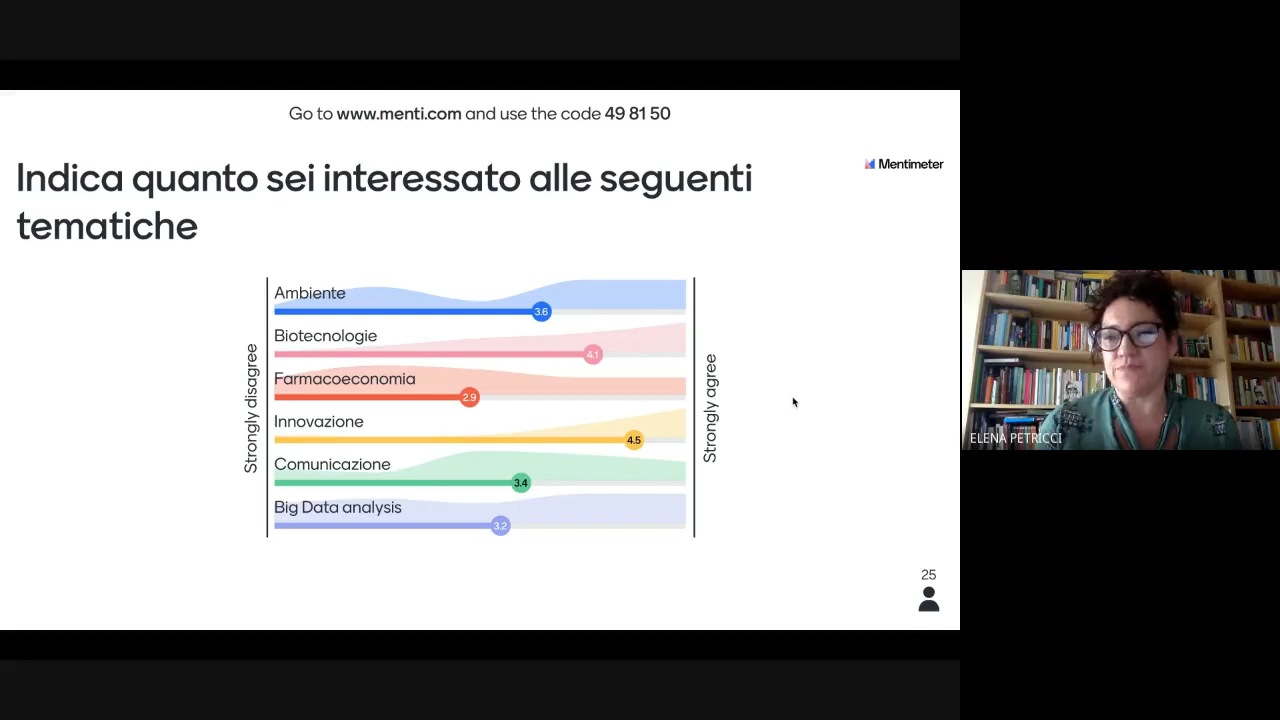 Go to www.menti.com and use the code 49 81 50
Mentimeter
Indica quanto sei interessato alle seguenti
tematiche
Strongly disagree
Ambiente
3.6
Biotecnologie
4.1
Farmacoeconomia
2.9
Innovazione
4.5
Comunicazione
3.4
Big Data analysis
3.2
Strongly agree
25
ELENA PETRICCI